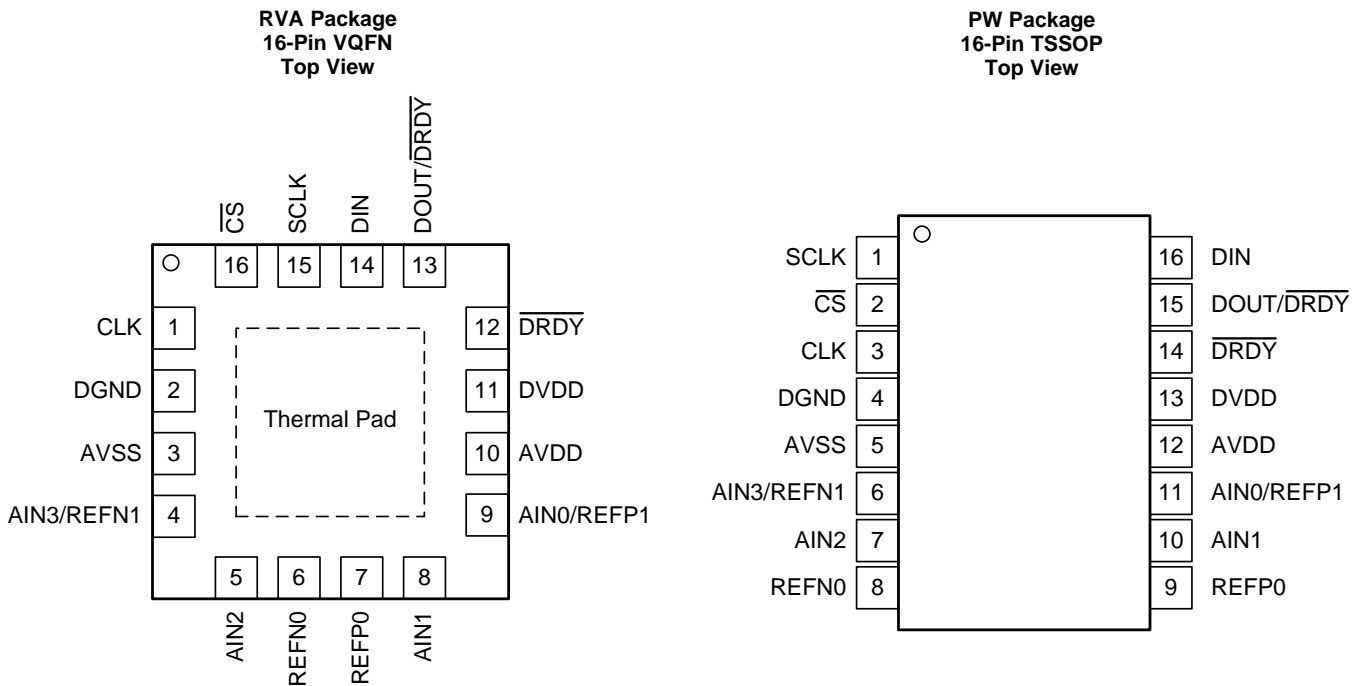 RVA Package
16-Pin VQFN
Top View
CS
SCLK
DIN
DOUT/DRDY
16
15
14
13
CLK
1
12
DRDY
DGND
2
11
DVDD
Thermal Pad
AVSS
3
10
AVDD
AIN3/REFN1
4
9
AIN0/REFP1
5
6
7
8
AIN2
REFN0
REFP0
AIN1
PW Package
16-Pin TSSOP
Top View
SCLK
1
16
DIN
CS
2
15
DOUT/DRDY
CLK
3
14
DRDY
DGND
4
13
DVDD
AVSS
5
12
AVDD
AIN3/REFN1
6
11
AIN0/REFP1
AIN2
7
10
AIN1
REFN0
8
9
REFP0